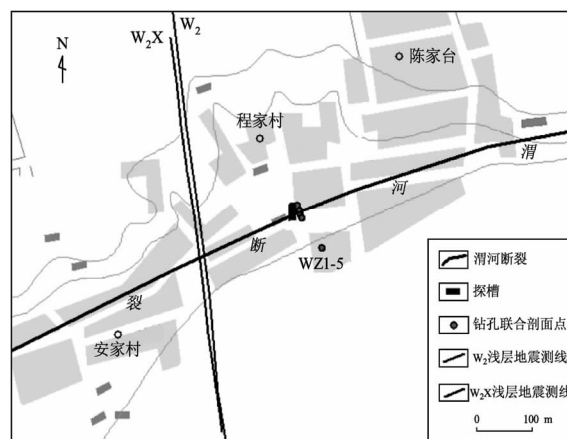 W₂
W₂X
N
陈家台
程家村
渭
河
断
WZ1-5
裂
安家村
渭河断裂
探槽
钻孔联合剖面点
W₂浅层地震测线
W₂X浅层地震测线
0 100 m